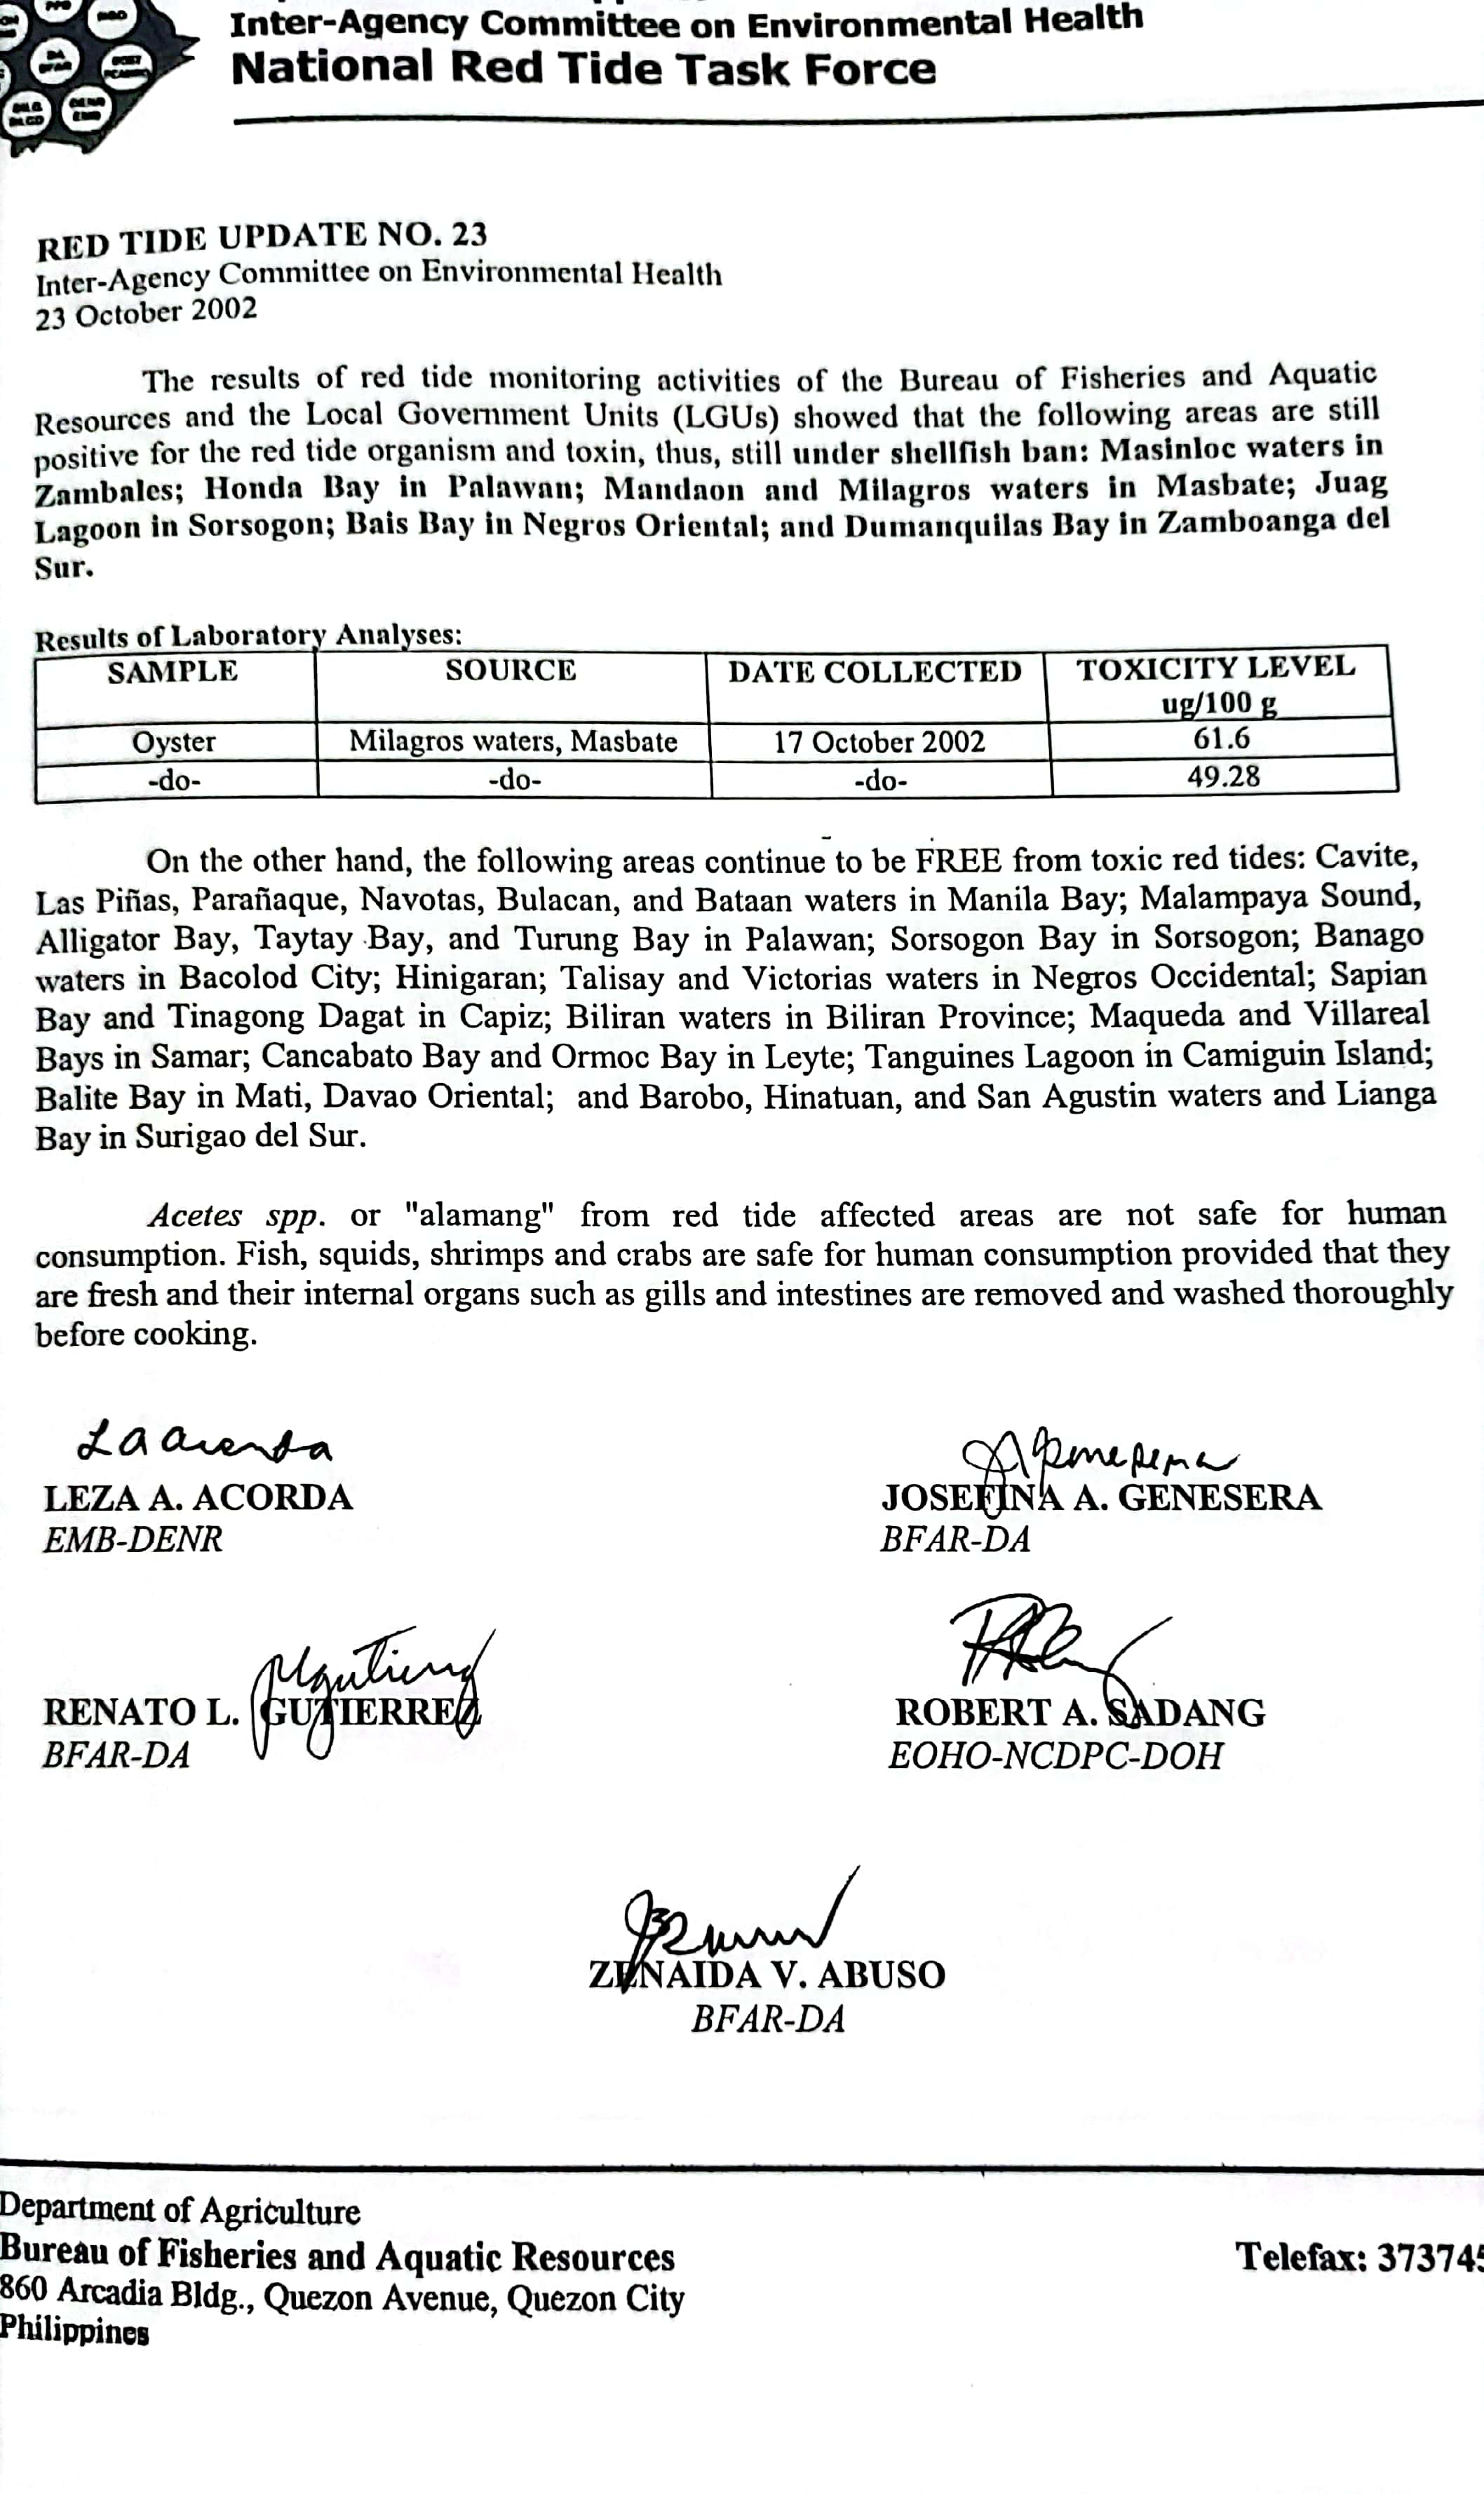 Inter-Agency Committee on Environmental Health
National Red Tide Task Force
DA
BFAR
RED TIDE UPDATE NO. 23
Inter-Agency Committee on Environmental Health
23 October 2002
The results of red tide monitoring activities of the Bureau of Fisheries and Aquatic
Resources and the Local Government Units (LGUs) showed that the following areas are still
positive for the red tide organism and toxin, thus, still under shellfish ban: Masinloc waters in
Zambales; Honda Bay in Palawan; Mandaon and Milagros waters in Masbate; Juag
Lagoon in Sorsogon; Bais Bay in Negros Oriental; and Dumanquilas Bay in Zamboanga del
Sur.
Results of Laboratory Analyses:
SAMPLE SOURCE DATE COLLECTED TOXICITY LEVEL
ug/100 g
Oyster Milagros waters, Masbate 17 October 2002 61.6
-do- -do- -do- 49.28
On the other hand, the following areas continue to be FREE from toxic red tides: Cavite,
Las Piñas, Parañaque, Navotas, Bulacan, and Bataan waters in Manila Bay; Malampaya Sound,
Alligator Bay, Taytay Bay, and Turung Bay in Palawan; Sorsogon Bay in Sorsogon; Banago
waters in Bacolod City; Hinigaran; Talisay and Victorias waters in Negros Occidental; Sapian
Bay and Tinagong Dagat in Capiz; Biliran waters in Biliran Province; Maqueda and Villareal
Bays in Samar; Cancabato Bay and Ormoc Bay in Leyte; Tanguines Lagoon in Camiguin Island;
Balite Bay in Mati, Davao Oriental; and Barobo, Hinatuan, and San Agustin waters and Lianga
Bay in Surigao del Sur.
Acetes spp. or "alamang" from red tide affected areas are not safe for human
consumption. Fish, squids, shrimps and crabs are safe for human consumption provided that they
are fresh and their internal organs such as gills and intestines are removed and washed thoroughly
before cooking.
LEZA A. ACORDA JOSEFINA A. GENESERA
EMB-DENR BFAR-DA
RENATO L. GUTIERREZ ROBERT A. SADANG
BFAR-DA EOHO-NCDPC-DOH
ZENAIDA V. ABUSO
BFAR-DA
Department of Agriculture
Bureau of Fisheries and Aquatic Resources Telefax: 373745
860 Arcadia Bldg., Quezon Avenue, Quezon City
Philippines